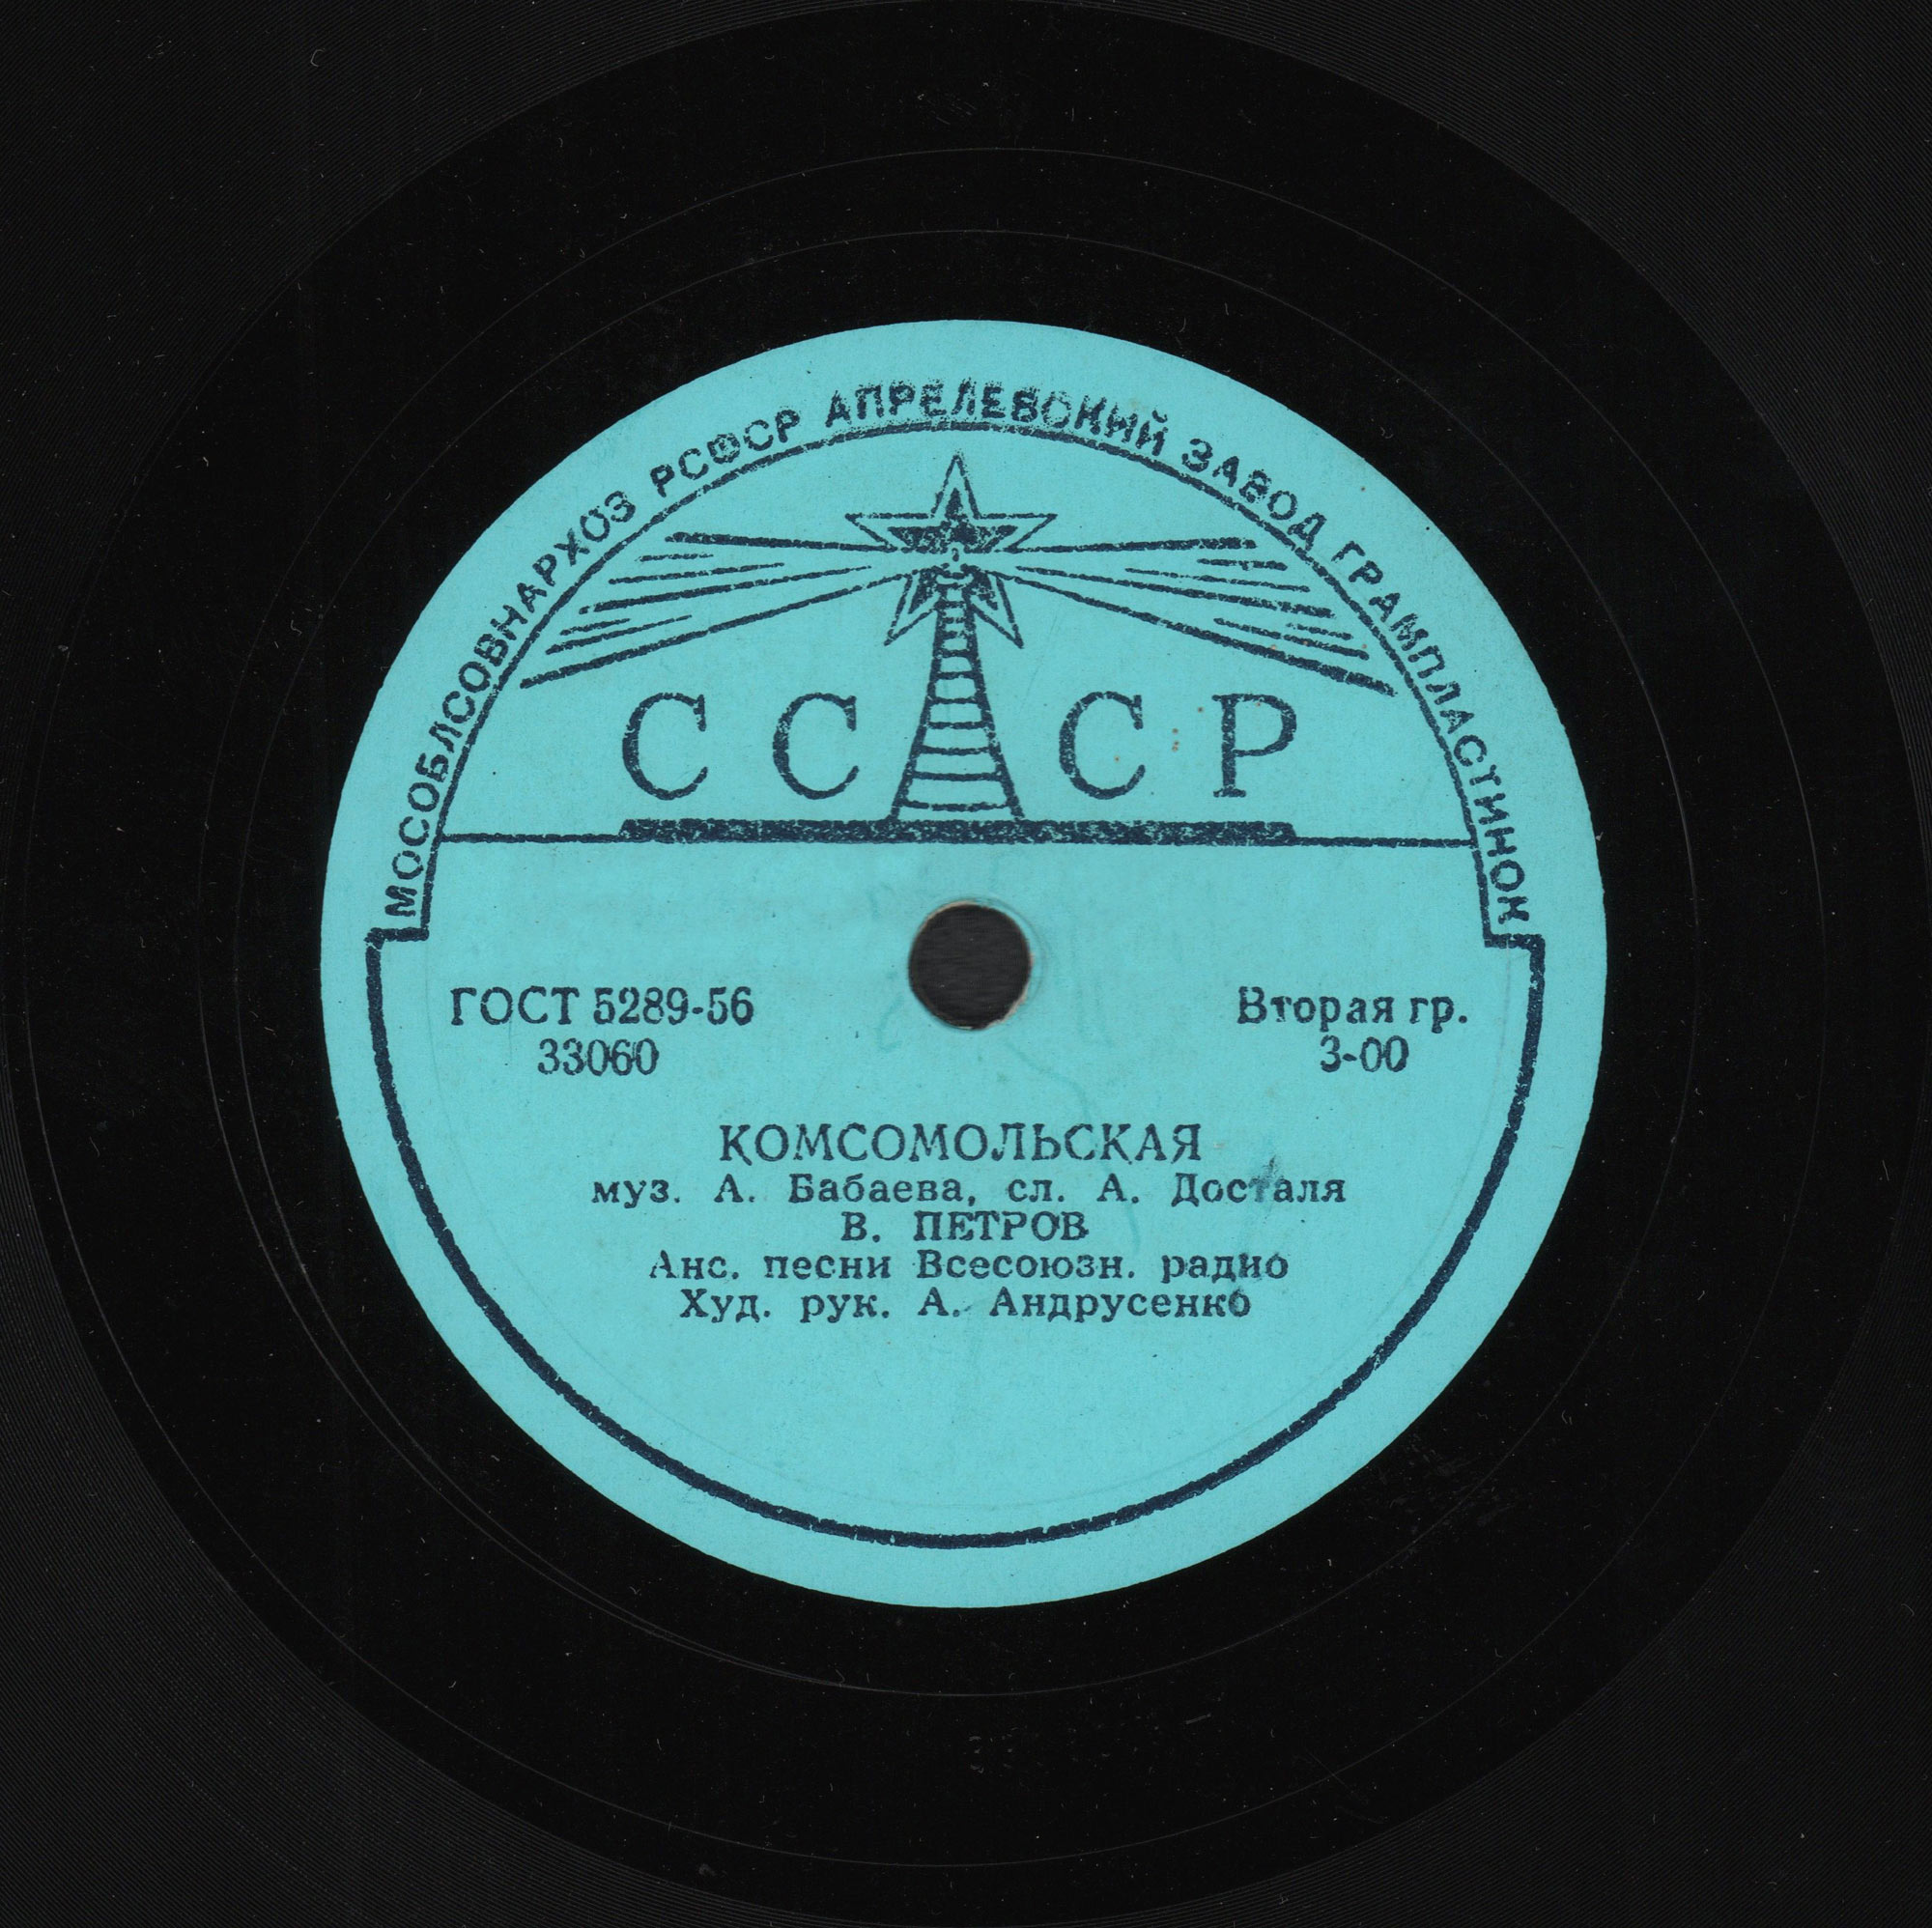 МОСОБЛСОВНАРХОЗ РСФСР АПРЕЛЕВСКИЙ ЗАВОД ГРАМПЛАСТИНОК
СССР
ГОСТ 5289-56
33060
Вторая гр.
3-00
КОМСОМОЛЬСКАЯ
муз. А. Бабаева, сл. А. Досталя
В. ПЕТРОВ
Анс. песни Всесоюзн. радио
Худ. рук. А. Андрусенко